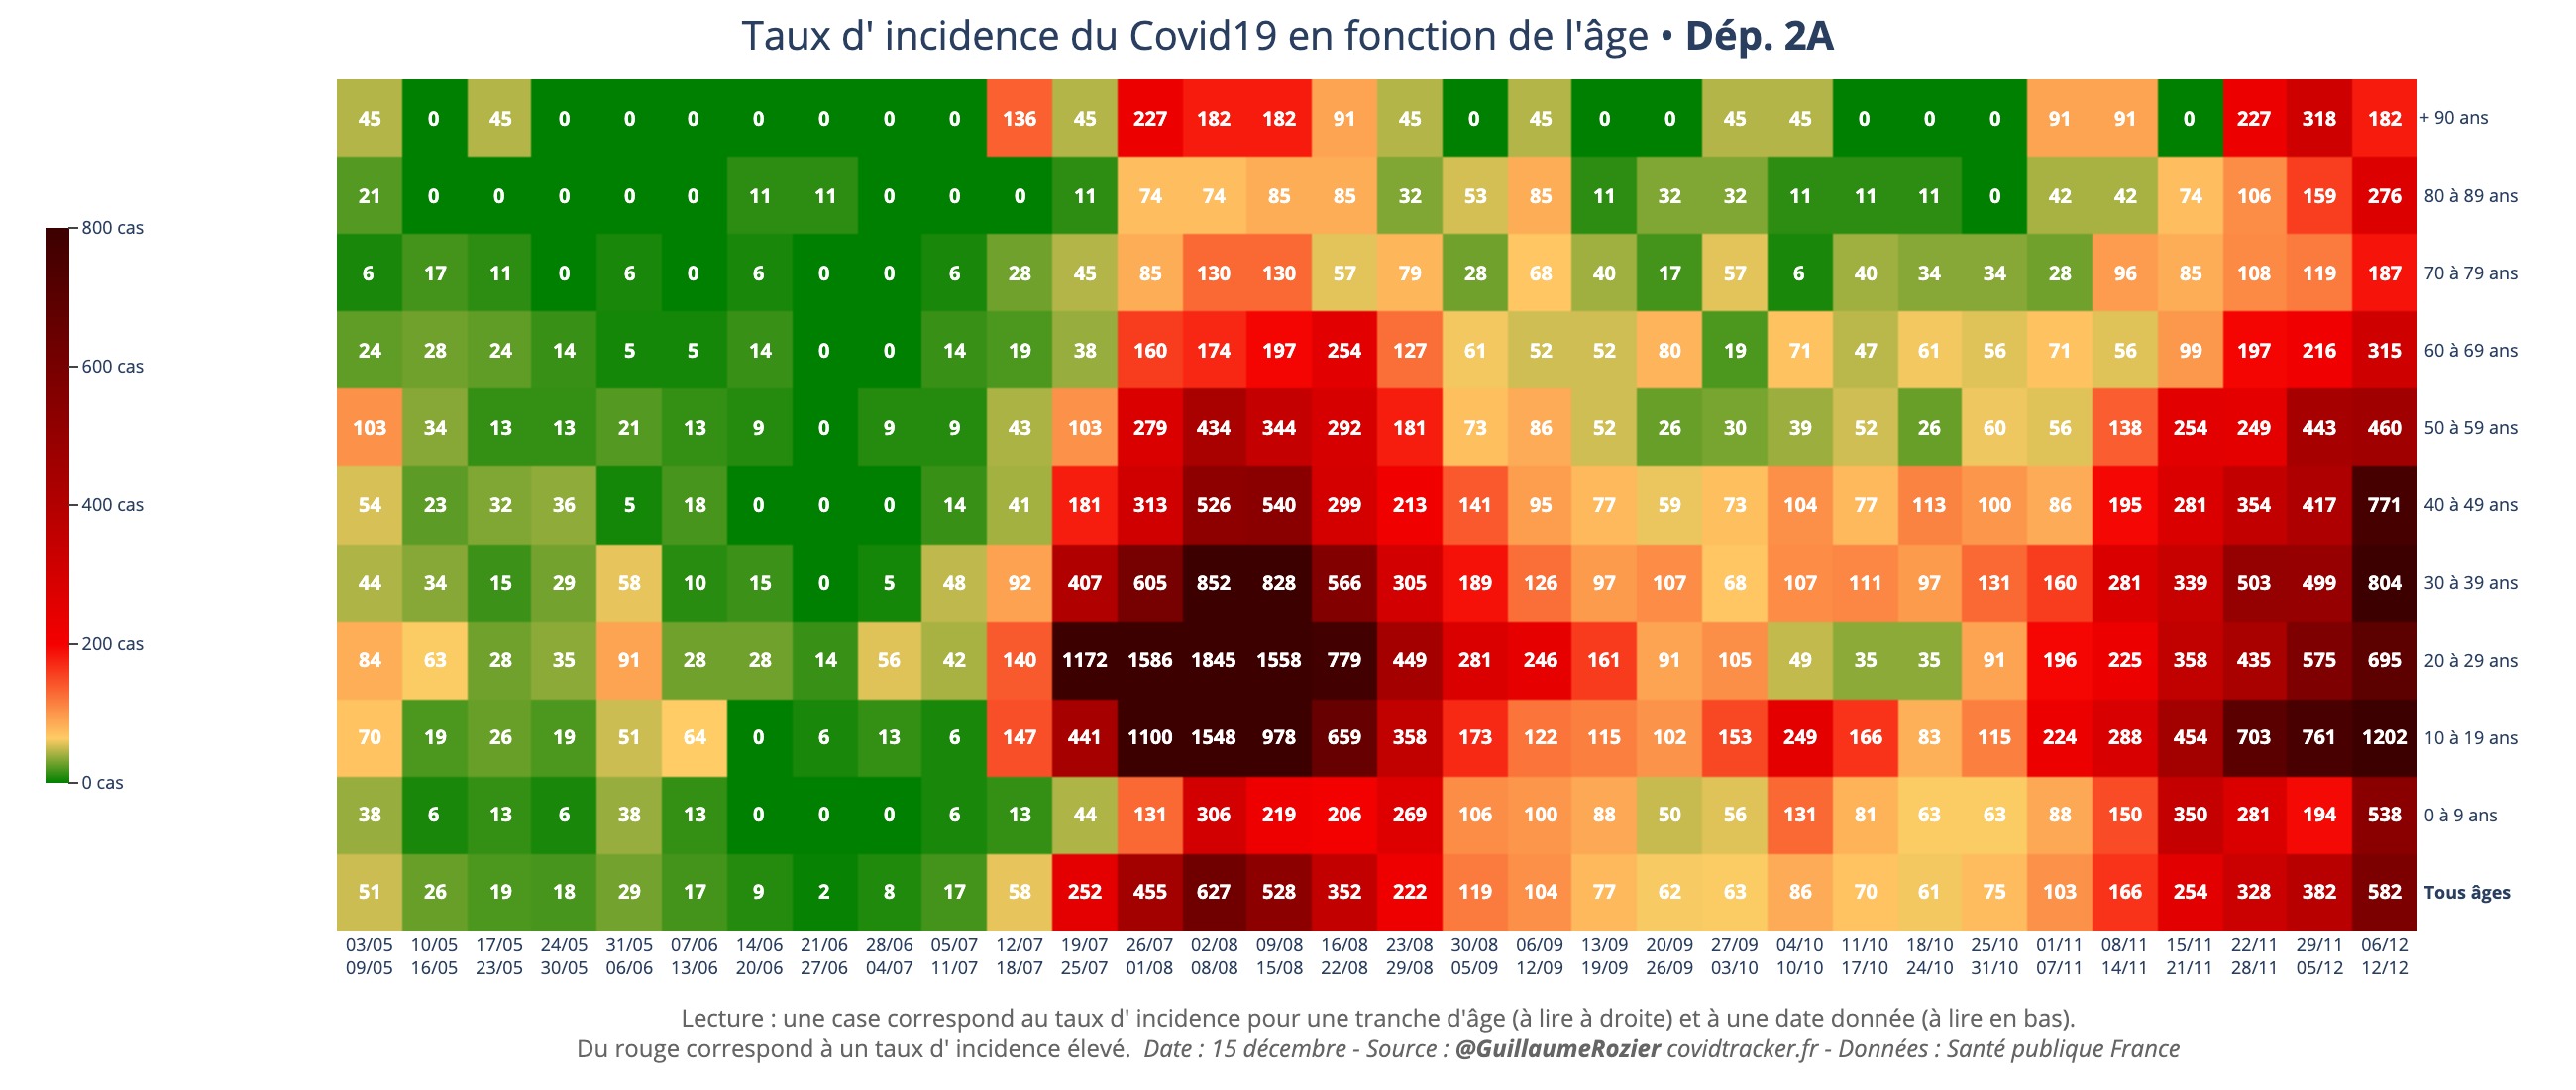 Taux d' incidence du Covid19 en fonction de l'âge • Dép. 2A
800 cas
600 cas
400 cas
200 cas
0 cas
45 0 45 0 0 0 0 0 0 0 136 45 227 182 182 91 45 0 45 0 0 45 45 0 0 0 91 91 0 227 318 182 + 90 ans
21 0 0 0 0 0 11 11 0 0 0 11 74 74 85 85 32 53 85 11 32 32 11 11 11 0 42 42 74 106 159 276 80 à 89 ans
6 17 11 0 6 0 6 0 0 6 28 45 85 130 130 57 79 28 68 40 17 57 6 40 34 34 28 96 85 108 119 187 70 à 79 ans
24 28 24 14 5 5 14 0 0 14 19 38 160 174 197 254 127 61 52 52 80 19 71 47 61 56 71 56 99 197 216 315 60 à 69 ans
103 34 13 13 21 13 9 0 9 9 43 103 279 434 344 292 181 73 86 52 26 30 39 52 26 60 56 138 254 249 443 460 50 à 59 ans
54 23 32 36 5 18 0 0 0 14 41 181 313 526 540 299 213 141 95 77 59 73 104 77 113 100 86 195 281 354 417 771 40 à 49 ans
44 34 15 29 58 10 15 0 5 48 92 407 605 852 828 566 305 189 126 97 107 68 107 111 97 131 160 281 339 503 499 804 30 à 39 ans
84 63 28 35 91 28 28 14 56 42 140 1172 1586 1845 1558 779 449 281 246 161 91 105 49 35 35 91 196 225 358 435 575 695 20 à 29 ans
70 19 26 19 51 64 0 6 13 6 147 441 1100 1548 978 659 358 173 122 115 102 153 249 166 83 115 224 288 454 703 761 1202 10 à 19 ans
38 6 13 6 38 13 0 0 0 6 13 44 131 306 219 206 269 106 100 88 50 56 131 81 63 63 88 150 350 281 194 538 0 à 9 ans
51 26 19 18 29 17 9 2 8 17 58 252 455 627 528 352 222 119 104 77 62 63 86 70 61 75 103 166 254 328 382 582 Tous âges
03/05 10/05 17/05 24/05 31/05 07/06 14/06 21/06 28/06 05/07 12/07 19/07 26/07 02/08 09/08 16/08 23/08 30/08 06/09 13/09 20/09 27/09 04/10 11/10 18/10 25/10 01/11 08/11 15/11 22/11 29/11 06/12
09/05 16/05 23/05 30/05 06/06 13/06 20/06 27/06 04/07 11/07 18/07 25/07 01/08 08/08 15/08 22/08 29/08 05/09 12/09 19/09 26/09 03/10 10/10 17/10 24/10 31/10 07/11 14/11 21/11 28/11 05/12 12/12
Lecture : une case correspond au taux d' incidence pour une tranche d'âge (à lire à droite) et à une date donnée (à lire en bas).
Du rouge correspond à un taux d' incidence élevé. Date : 15 décembre - Source : @GuillaumeRozier covidtracker.fr - Données : Santé publique France